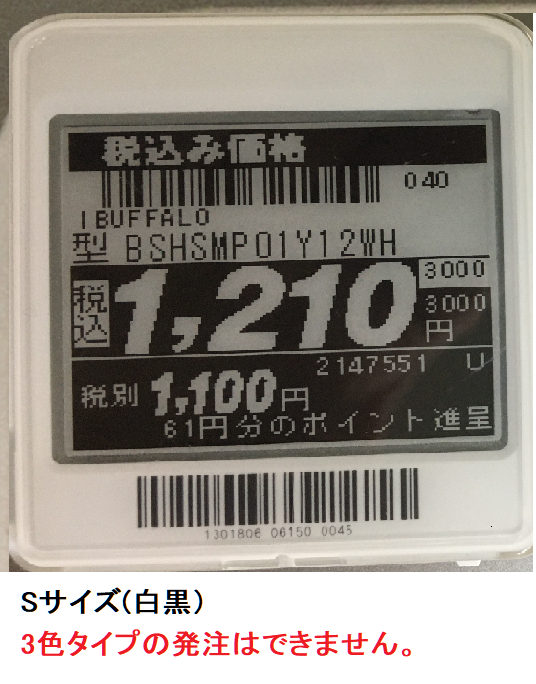 税込み価格
040
IBUFFALO
型 BSHSMP01Y12WH
税込 1,210 3000
3000
円
2147551 U
税別 1,100円
61円分のポイント進呈
1301806 06150 0045
Sサイズ(白黒)
3色タイプの発注はできません。